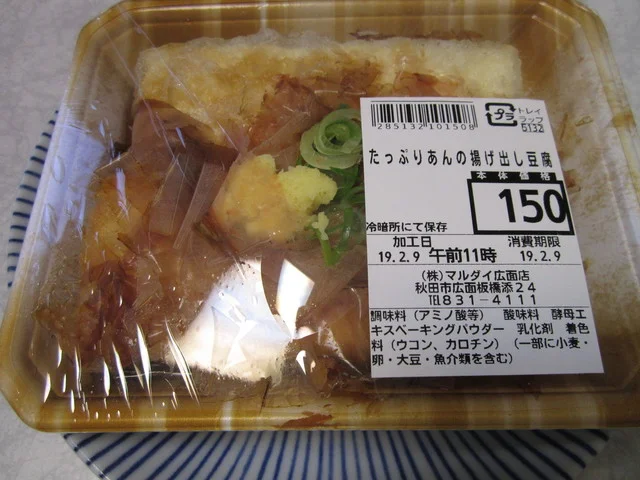 285132101508
プラ
トレイ
ラップ
6132
たっぷりあんの揚げ出し豆腐
本体価格
150
冷暗所にて保存
加工日 消費期限
19.2.9 午前11時 19.2.9
(株)マルダイ広面店
秋田市広面板橋添24
TEL831-4111
調味料(アミノ酸等) 酸味料 酵母エ
キスベーキングパウダー 乳化剤 着色
料(ウコン、カロチン) (一部に小麦・
卵・大豆・魚介類を含む)